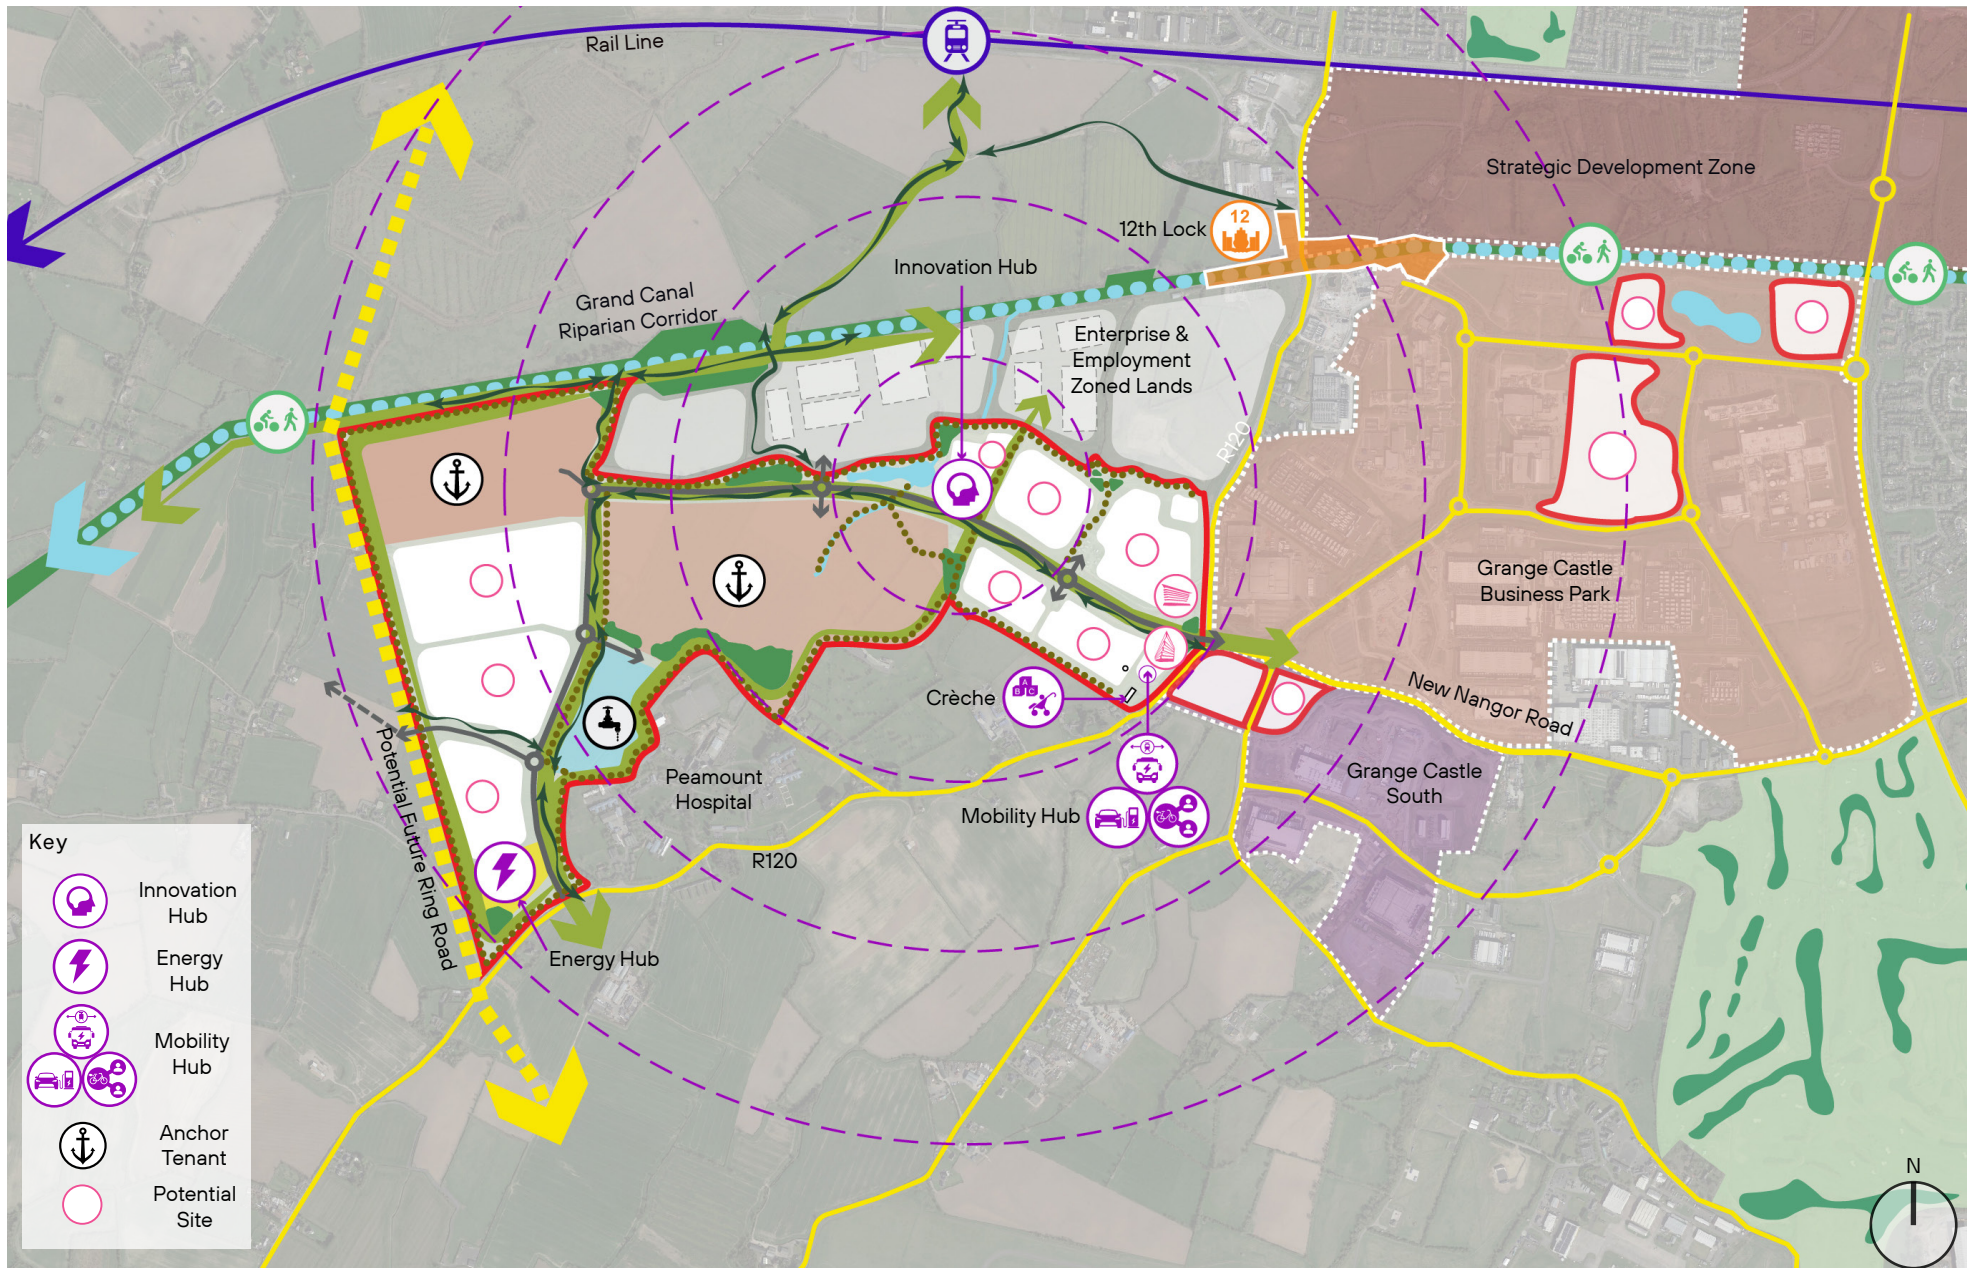 Rail Line
Strategic Development Zone
12
12th Lock
Innovation Hub
Grand Canal
Riparian Corridor
Enterprise &
Employment
Zoned Lands
R120
Grange Castle
Business Park
New Nangor Road
Crèche
A
B C
Grange Castle
South
Peamount
Hospital
Mobility Hub
R120
Potential Future Ring Road
Energy Hub
Key
Innovation
Hub
Energy
Hub
Mobility
Hub
Anchor
Tenant
Potential
Site
N